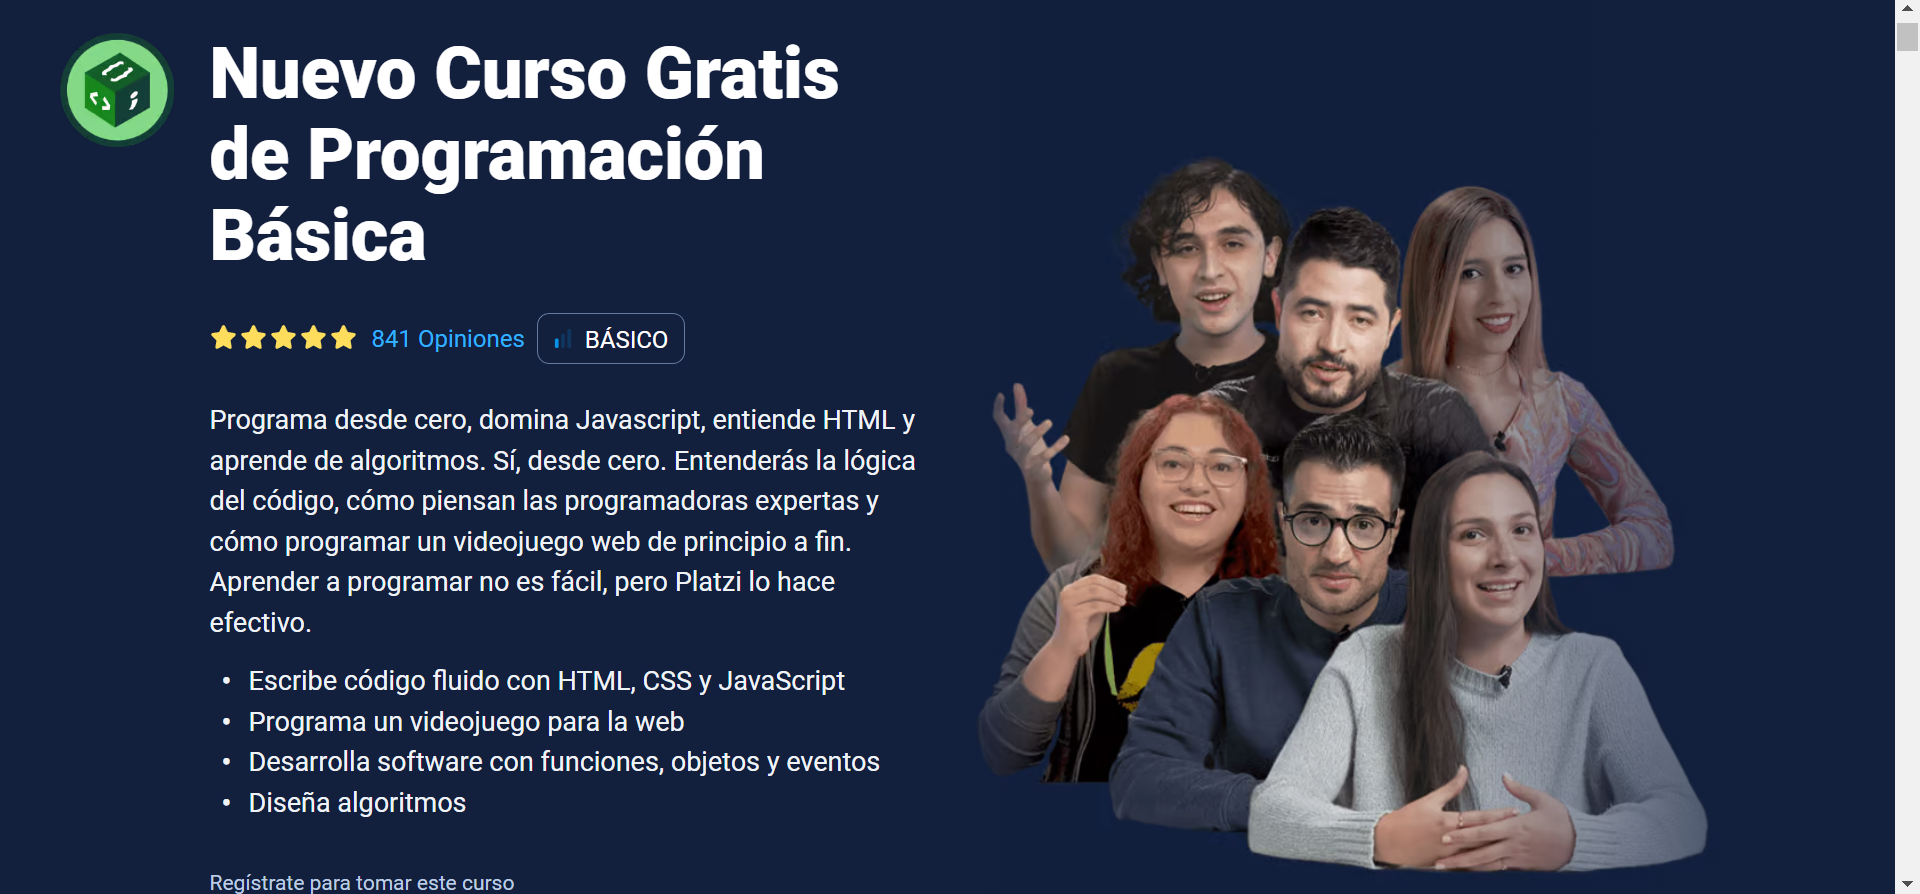 Nuevo Curso Gratis
de Programación
Básica
841 Opiniones
BÁSICO
Programa desde cero, domina Javascript, entiende HTML y
aprende de algoritmos. Sí, desde cero. Entenderás la lógica
del código, cómo piensan las programadoras expertas y
cómo programar un videojuego web de principio a fin.
Aprender a programar no es fácil, pero Platzi lo hace
efectivo.
• Escribe código fluido con HTML, CSS y JavaScript
• Programa un videojuego para la web
• Desarrolla software con funciones, objetos y eventos
• Diseña algoritmos
Regístrate para tomar este curso